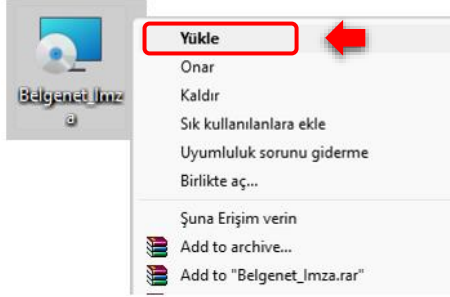 Belgenet_Imz
a
Yükle
Onar
Kaldır
Sık kullanılanlara ekle
Uyumluluk sorunu giderme
Birlikte aç...
Şuna Erişim verin
Add to archive...
Add to "Belgenet_Imza.rar"